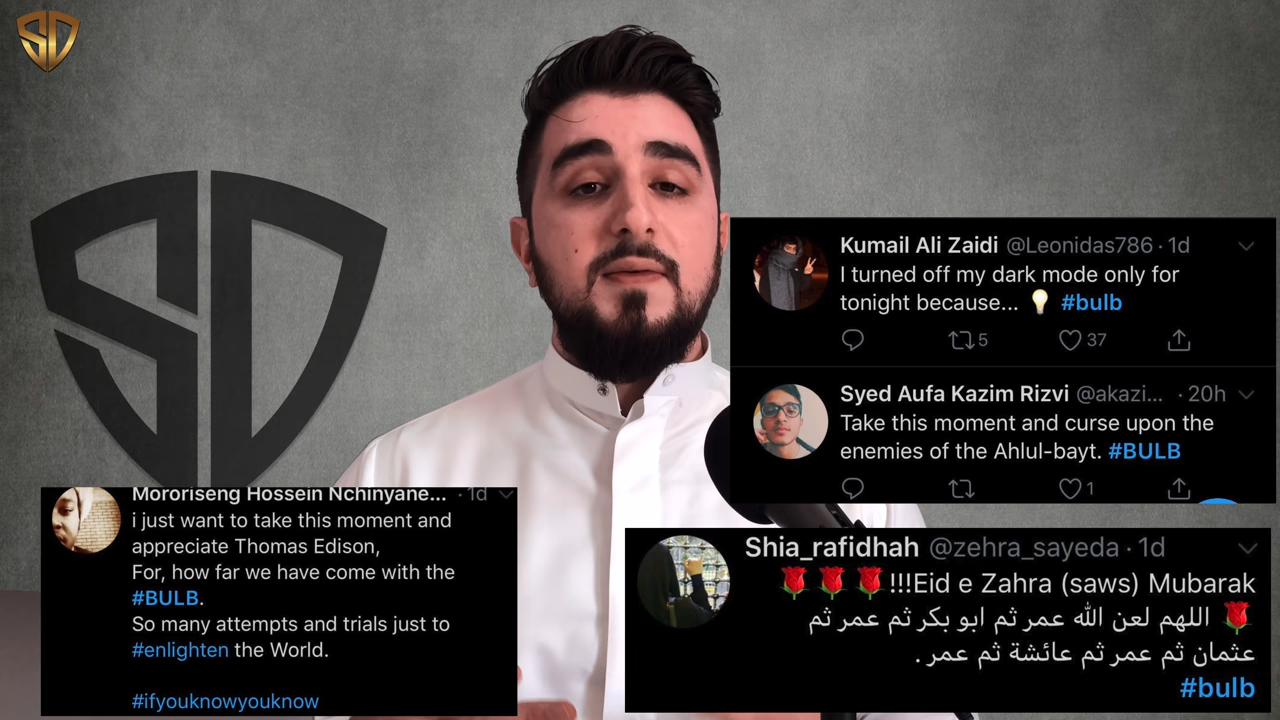 SD
SD
Kumail Ali Zaidi @Leonidas786 · 1d
I turned off my dark mode only for
tonight because... 💡 #bulb
5 37
Syed Aufa Kazim Rizvi @akazi... · 20h
Take this moment and curse upon the
enemies of the Ahlul-bayt. #BULB
1
Mororiseng Hossein Nchinyane... · 1d
i just want to take this moment and
appreciate Thomas Edison,
For, how far we have come with the
#BULB.
So many attempts and trials just to
#enlighten the World.
#ifyouknowyouknow
Shia_rafidhah @zehra_sayeda · 1d
🌹🌹🌹!!!Eid e Zahra (saws) Mubarak
🌹 اللهم لعن الله عمر ثم ابو بكر ثم عمر ثم
عثمان ثم عمر ثم عائشة ثم عمر .
#bulb